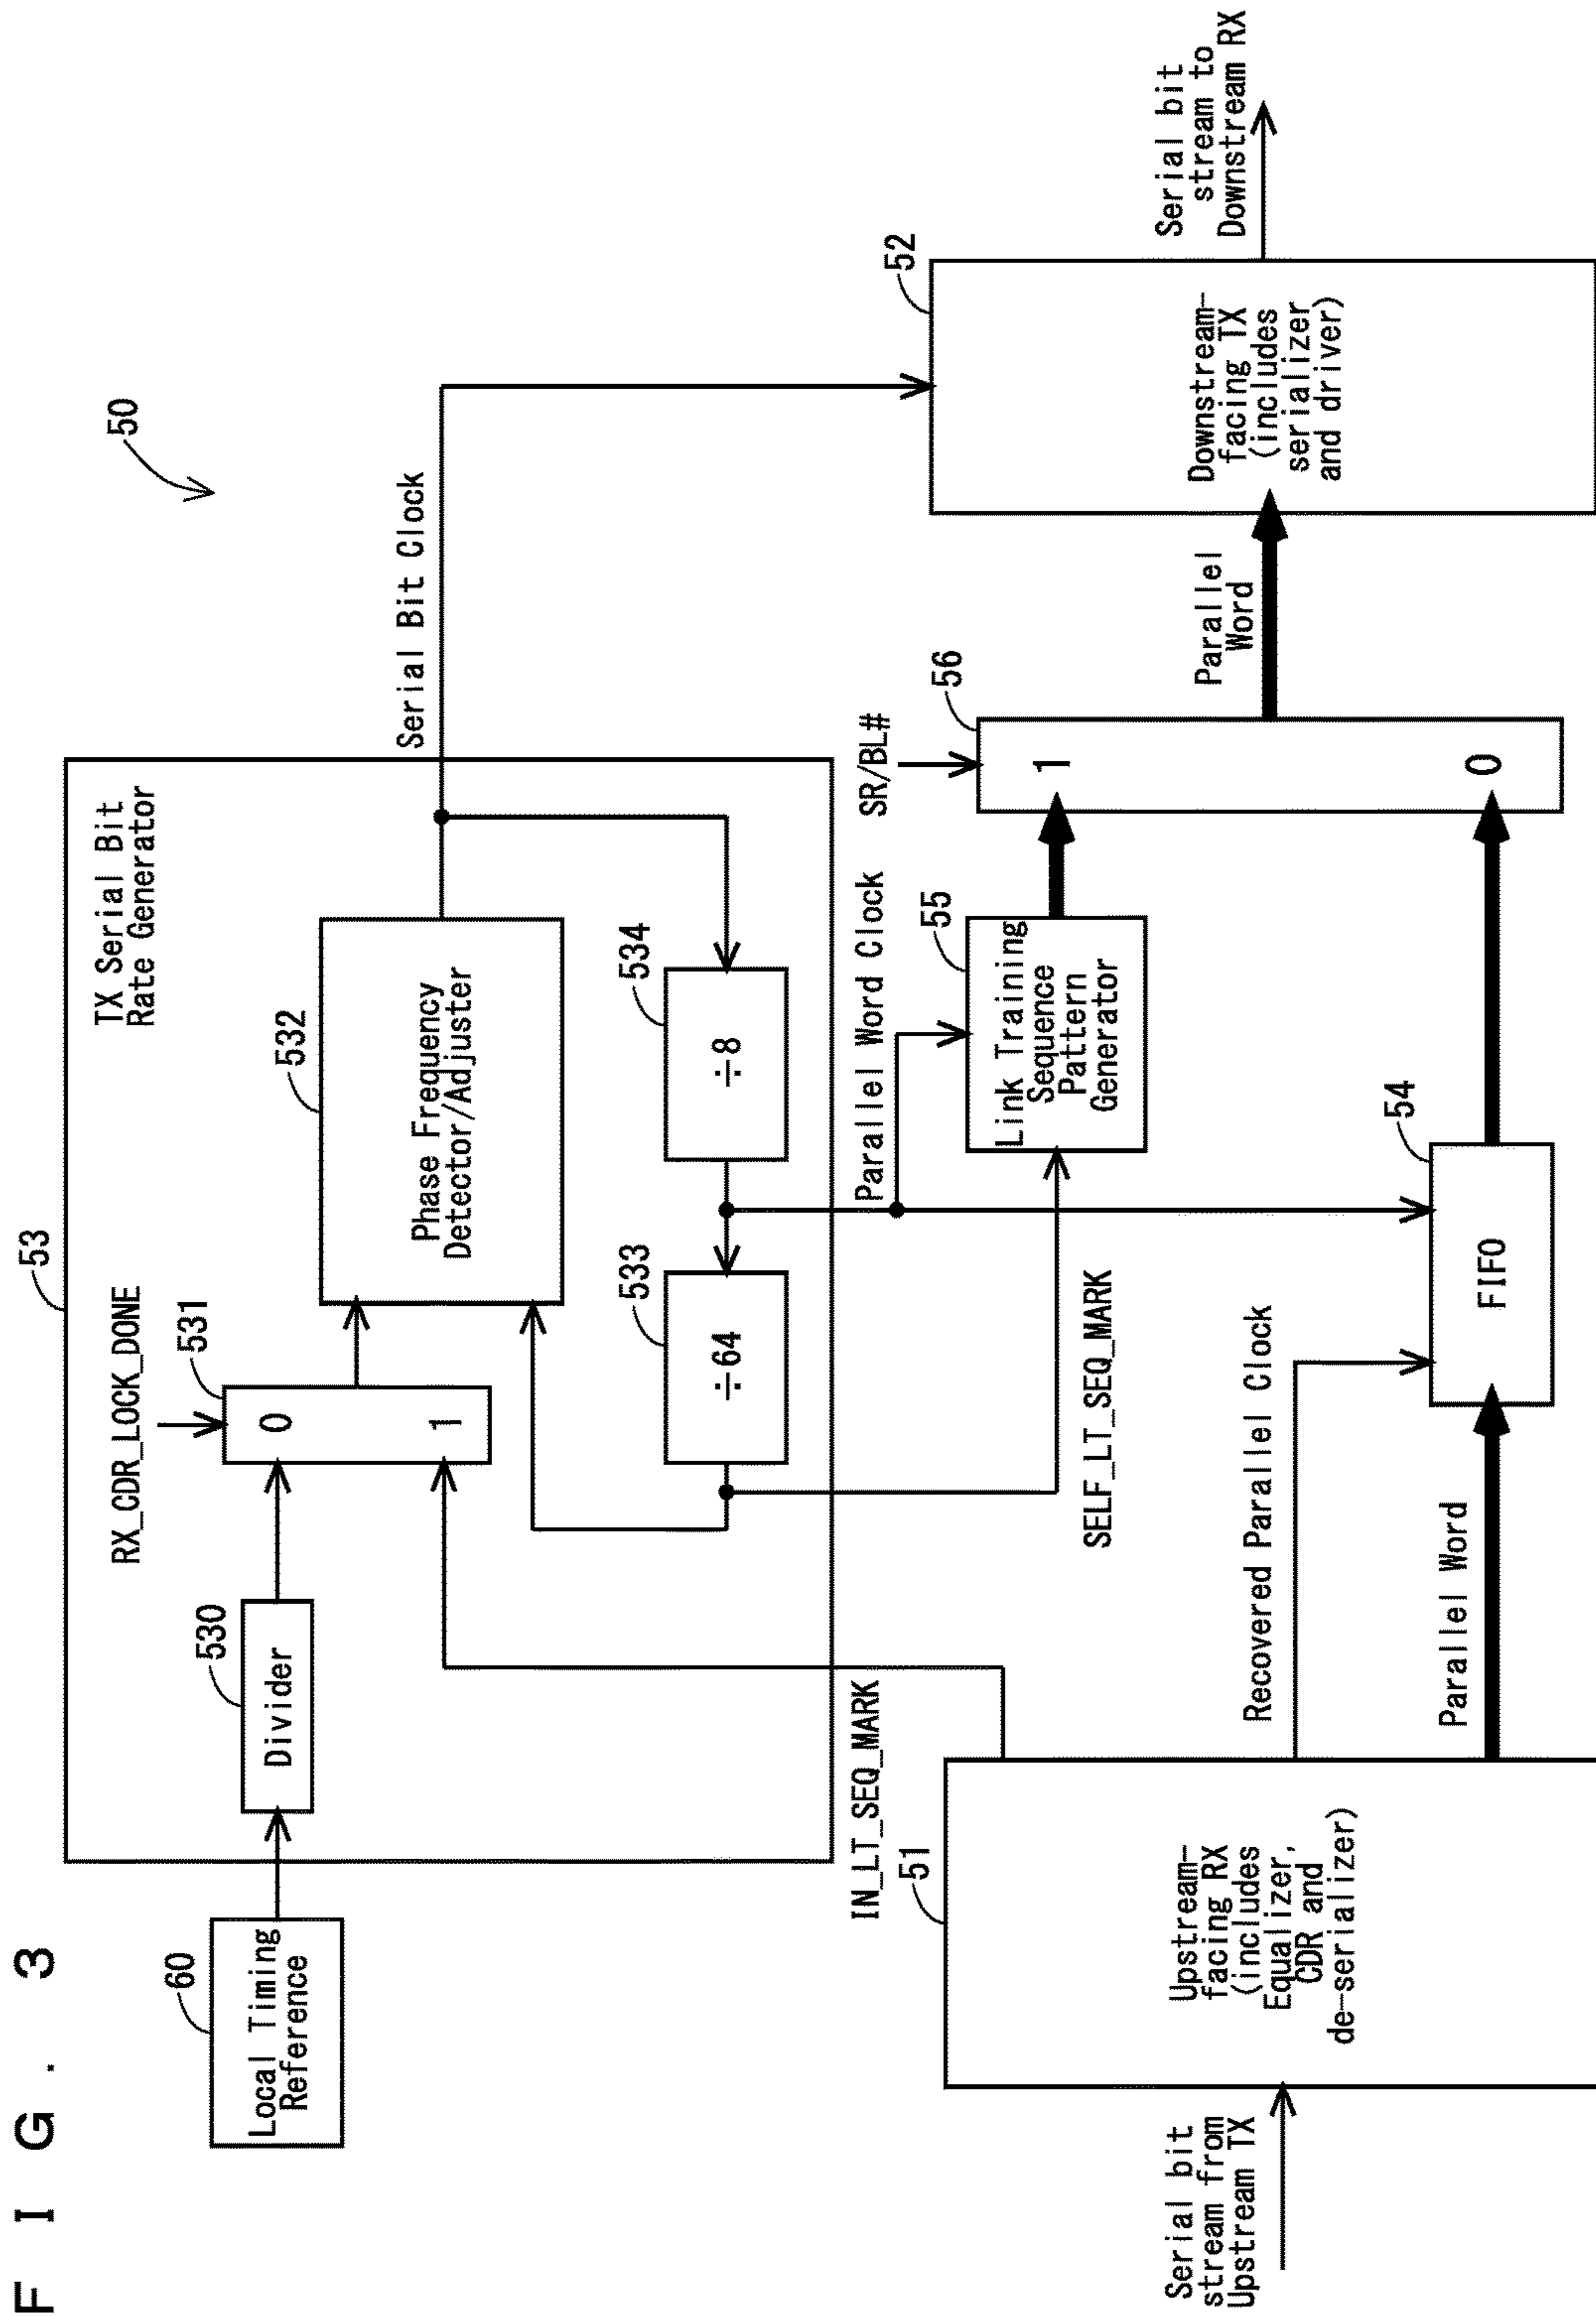 F I G . 3
50
53
TX Serial Bit
Rate Generator
60
Local Timing
Reference
530
Divider
RX_CDR_LOCK_DONE
531
0
1
532
Phase Frequency
Detector/Adjuster
533
÷64
534
÷8
Serial Bit Clock
IN_LT_SEQ_MARK
SELF_LT_SEQ_MARK
Parallel Word Clock
55
Link Training
Sequence
Pattern
Generator
SR/BL#
56
1
0
52
Downstream-
facing TX
(includes
serializer
and driver)
Serial bit
stream to
Downstream RX
Serial bit
stream from
Upstream TX
51
Upstream-
facing RX
(includes
Equalizer,
CDR and
de-serializer)
Recovered Parallel Clock
Parallel Word
54
FIFO
Parallel
Word